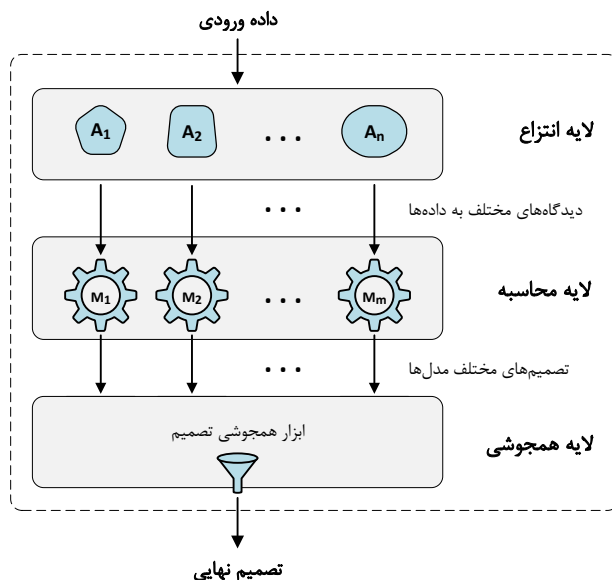 داده ورودی
لایه انتزاع
A1 A2 ... An
...
دیدگاه‌های مختلف به داده‌ها
لایه محاسبه
M1 M2 ... Mm
...
تصمیم‌های مختلف مدل‌ها
ابزار همجوشی تصمیم
لایه همجوشی
تصمیم نهایی